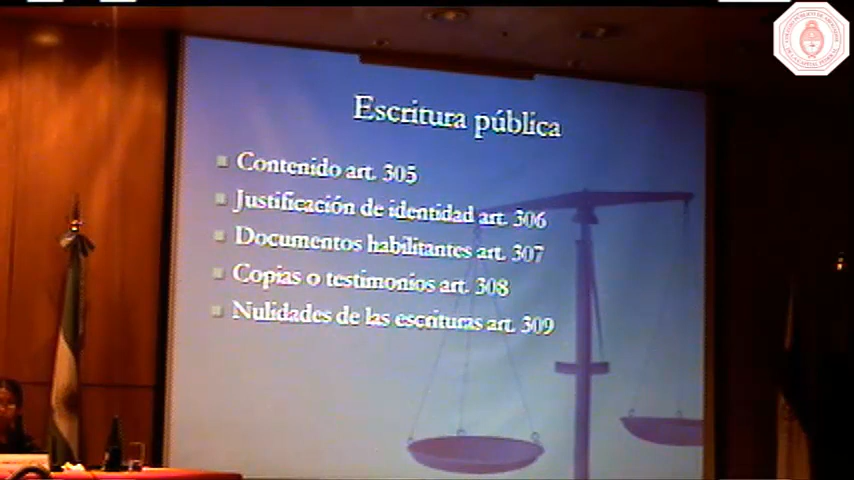 Escritura pública
Contenido art. 305
Justificación de identidad art. 306
Documentos habilitantes art. 307
Copias o testimonios art. 308
Nulidades de las escrituras art. 309